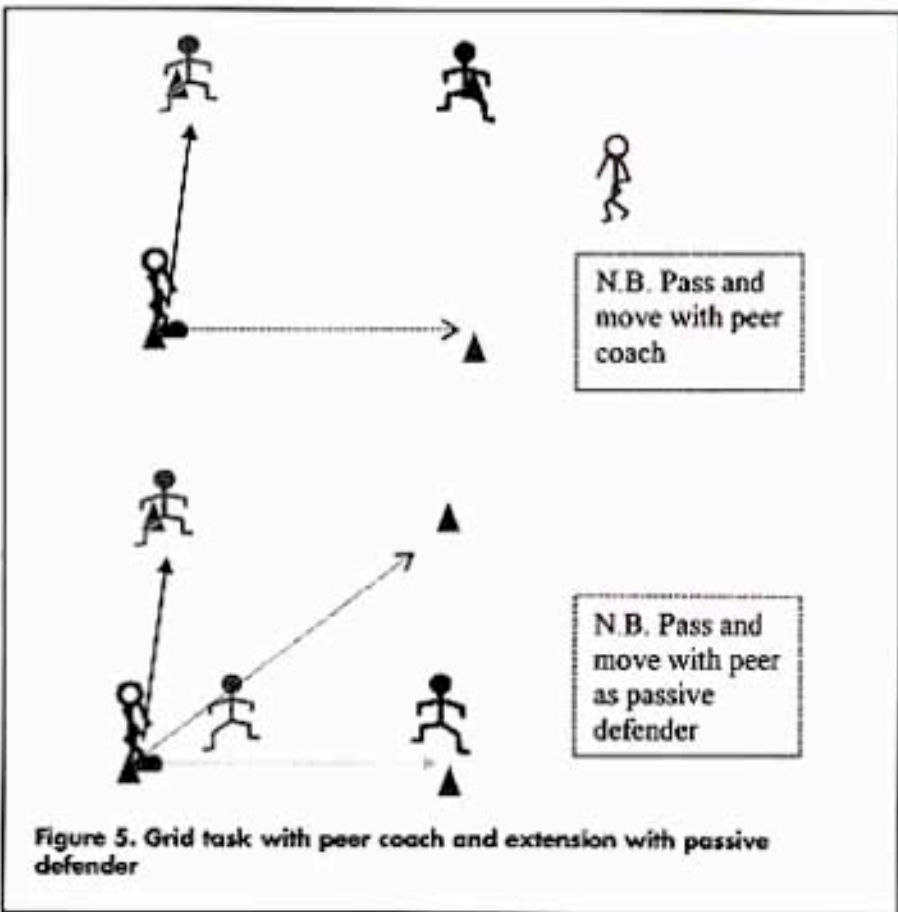 N.B. Pass and
move with peer
coach
N.B. Pass and
move with peer
as passive
defender
Figure 5. Grid task with peer coach and extension with passive
defender